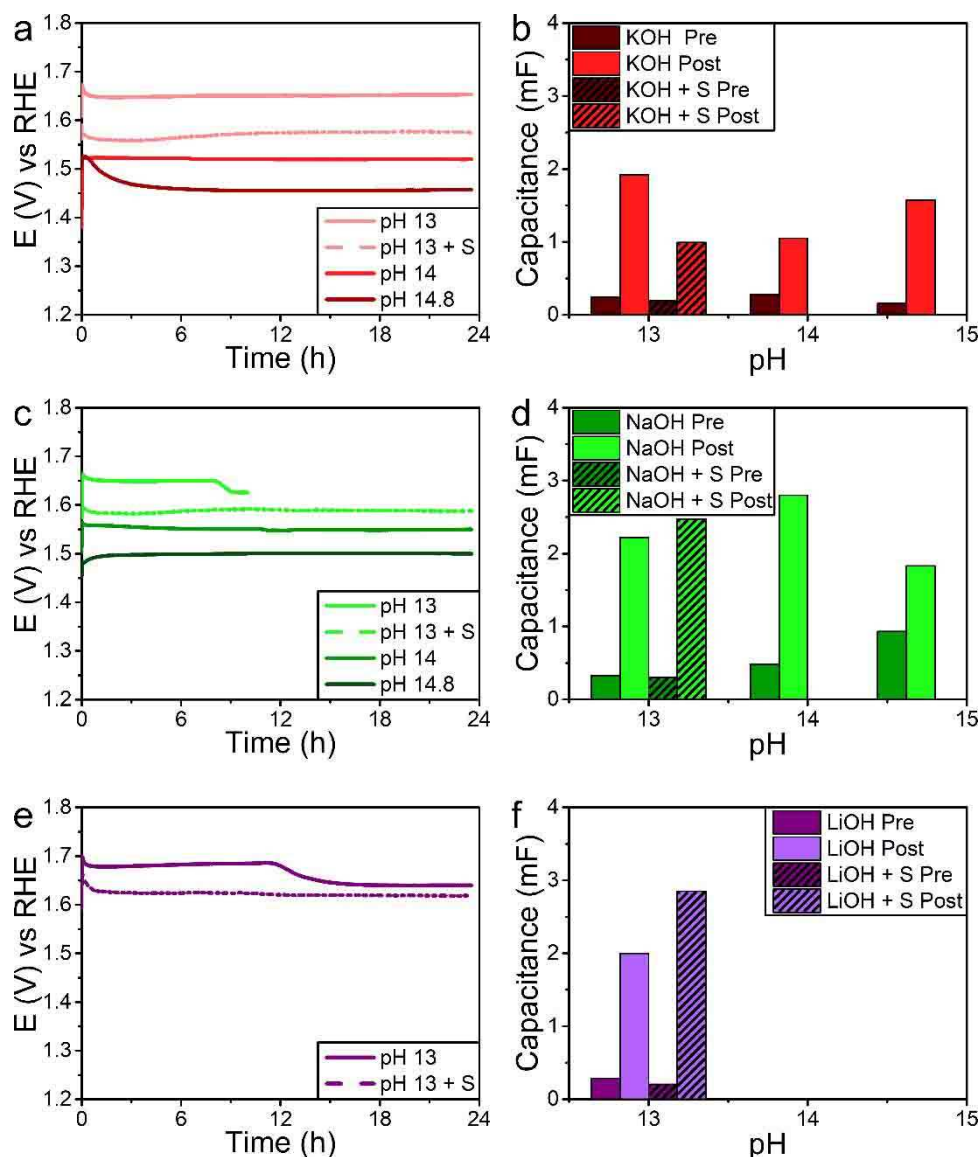 a
E (V) vs RHE
1.8
1.7
1.6
1.5
1.4
1.3
1.2
0 6 12 18 24
Time (h)
pH 13
pH 13 + S
pH 14
pH 14.8
b
Capacitance (mF)
4
3
2
1
0
13 14 15
pH
KOH Pre
KOH Post
KOH + S Pre
KOH + S Post
c
E (V) vs RHE
1.8
1.7
1.6
1.5
1.4
1.3
1.2
0 6 12 18 24
Time (h)
pH 13
pH 13 + S
pH 14
pH 14.8
d
Capacitance (mF)
4
3
2
1
0
13 14 15
pH
NaOH Pre
NaOH Post
NaOH + S Pre
NaOH + S Post
e
E (V) vs RHE
1.8
1.7
1.6
1.5
1.4
1.3
1.2
0 6 12 18 24
Time (h)
pH 13
pH 13 + S
f
Capacitance (mF)
4
3
2
1
0
13 14 15
pH
LiOH Pre
LiOH Post
LiOH + S Pre
LiOH + S Post